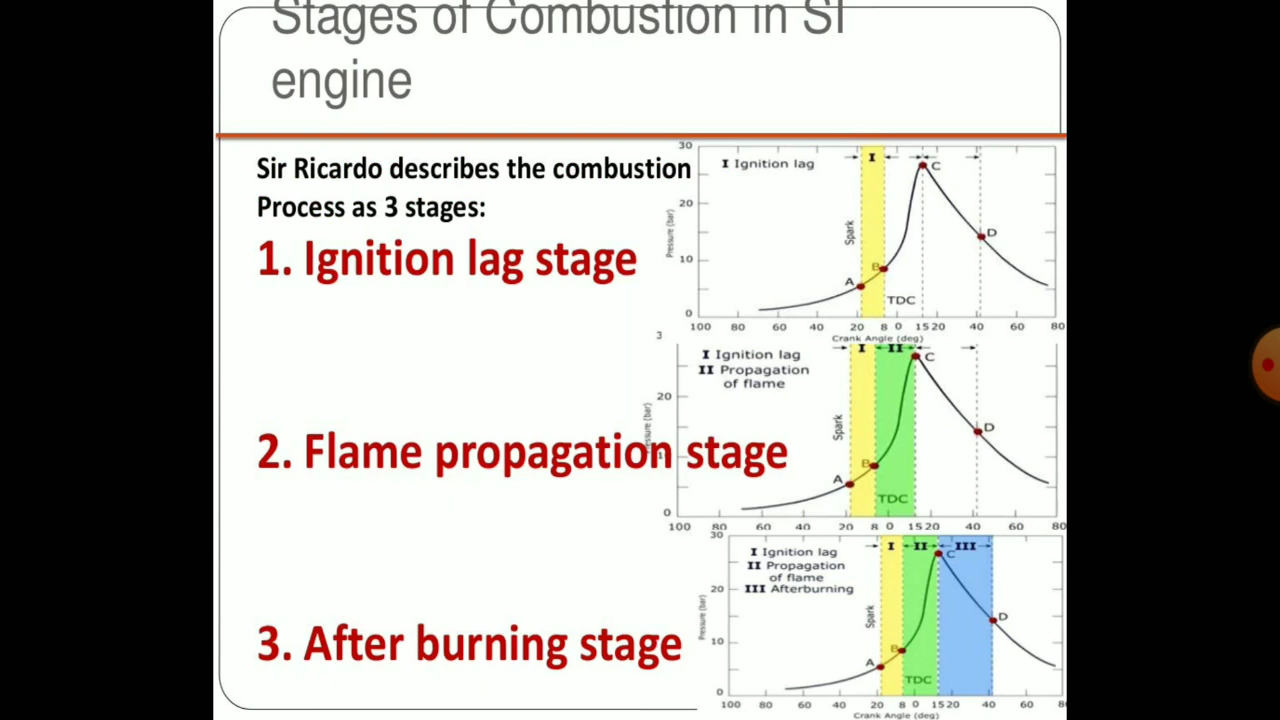 Stages of Combustion in SI
engine
Sir Ricardo describes the combustion
Process as 3 stages:
1. Ignition lag stage
2. Flame propagation stage
3. After burning stage
30
20
10
0
Pressure (bar)
I Ignition lag
I
Spark
A
B
C
D
TDC
100 80 60 40 20 8 0 15 20 40 60 80
Crank Angle (deg)
3
20
0
I Ignition lag
II Propagation
of flame
I II
Spark
A
B
C
D
TDC
100 80 60 40 20 8 0 15 20 40 60 80
30
20
10
0
Pressure (bar)
I Ignition lag
II Propagation
of flame
III Afterburning
I II III
Spark
A
B
C
D
TDC
100 80 60 40 20 8 0 15 20 40 60 80
Crank Angle (deg)